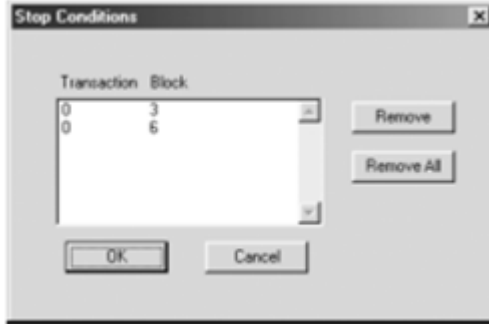 Stop Conditions
Transaction Block
0 3
0 6
Remove
Remove All
OK Cancel